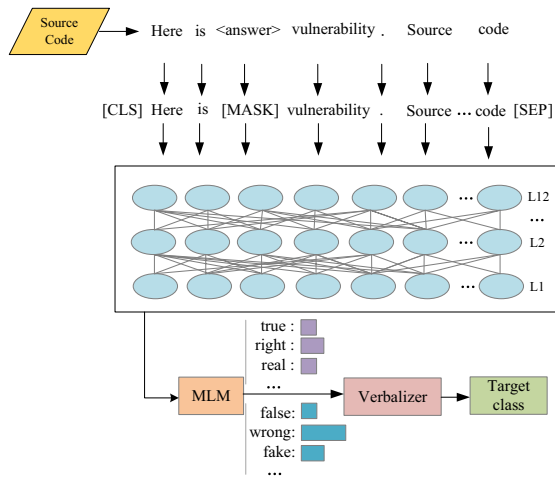 Source Code
Here is <answer> vulnerability . Source code
[CLS] Here is [MASK] vulnerability . Source ... code [SEP]
... L12
...
... L2
... L1
true :
right :
real :
...
MLM
Verbalizer
Target class
false:
wrong:
fake:
...